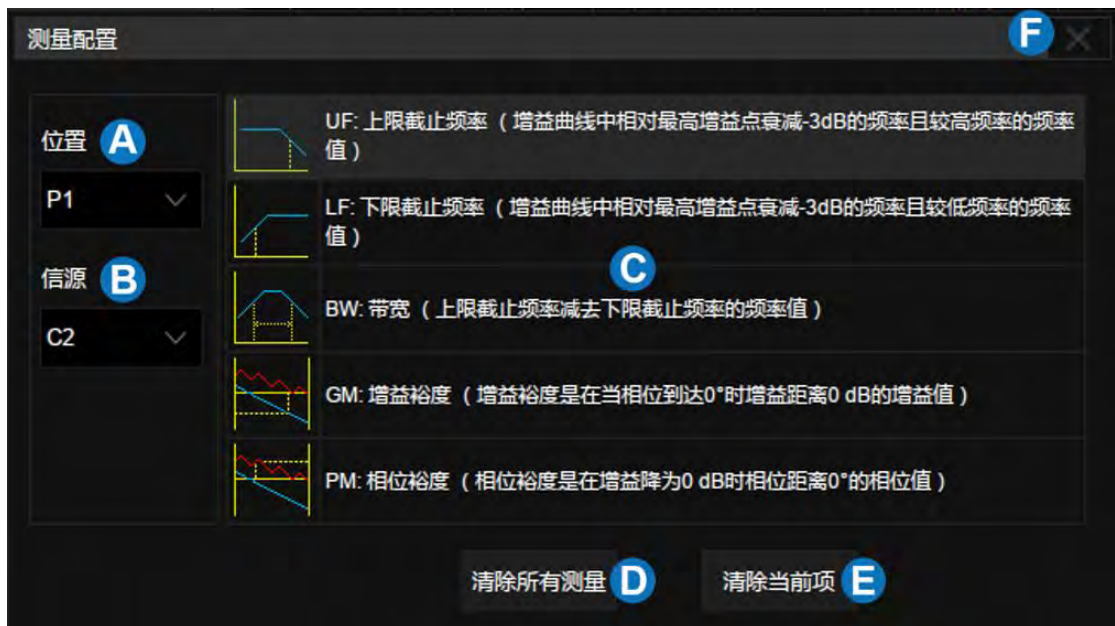 测量配置
F
位置 A
P1
信源 B
C2
UF: 上限截止频率 (增益曲线中相对最高增益点衰减-3dB的频率且较高频率的频率
值)
LF: 下限截止频率 (增益曲线中相对最高增益点衰减-3dB的频率且较低频率的频率
值)
C
BW: 带宽 (上限截止频率减去下限截止频率的频率值)
GM: 增益裕度 (增益裕度是在当相位到达0°时增益距离0 dB的增益值)
PM: 相位裕度 (相位裕度是在增益降为0 dB时相位距离0°的相位值)
清除所有测量 D
清除当前项 E